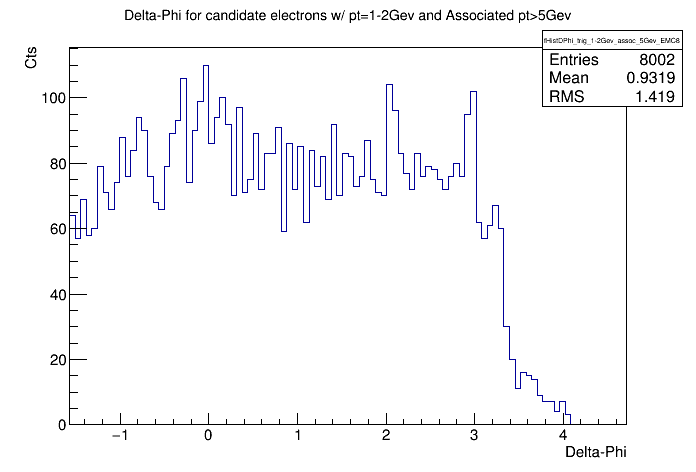 Delta-Phi for candidate electrons w/ pt=1-2Gev and Associated pt>5Gev
fHistDPhi_trig_1-2Gev_assoc_5Gev_EMC8
Entries 8002
Mean 0.9319
RMS 1.419
Cts
100
80
60
40
20
0
−1 0 1 2 3 4
Delta-Phi